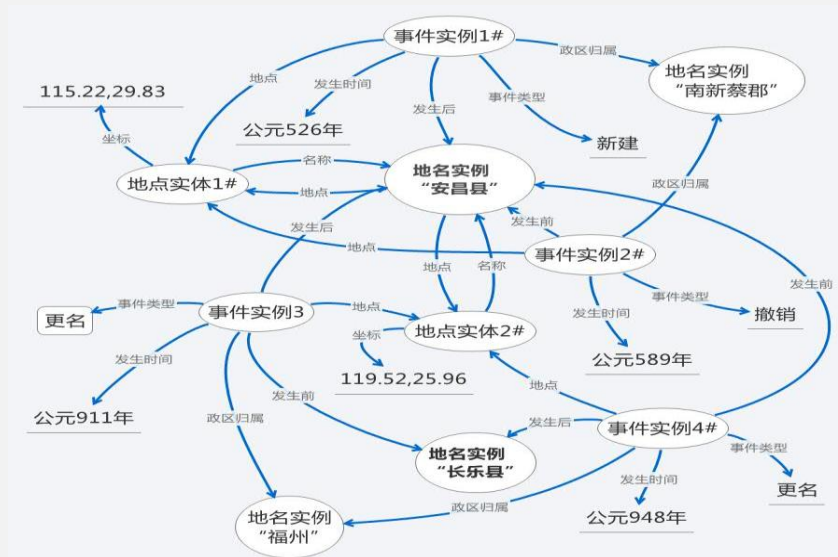 事件实例1#
政区归属
地名实例
“南新蔡郡”
地点
发生时间
发生后
事件类型
115.22,29.83
公元526年
新建
坐标
名称
地名实例
“安昌县”
地点实体1#
地点
政区归属
发生后
发生前
地点
事件实例2#
地点
名称
发生前
事件类型
事件实例3
地点
事件类型
发生时间
撤销
更名
坐标
地点实体2#
发生时间
公元589年
119.52,25.96
地点
公元911年
发生前
政区归属
发生后
事件实例4#
地名实例
“长乐县”
事件类型
发生时间
更名
政区归属
公元948年
地名实例
“福州”